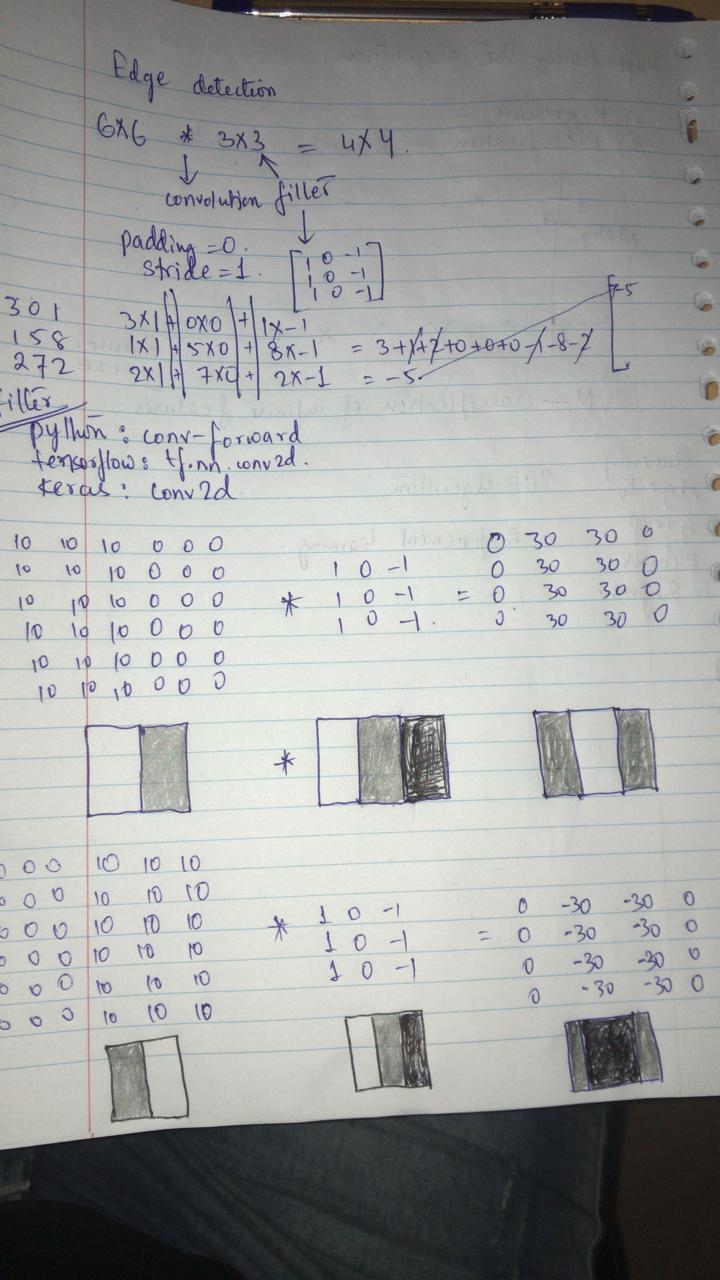 Edge detection
6X6 * 3X3 = 4X4.
convolution filter
padding = 0.
stride = 1.
1 0 -1
1 0 -1
1 0 -1
3 0 1
1 5 8
2 7 2
3X1 + 0X0 + 1X-1
1X1 + 5X0 + 8X-1 = 3+1+2+0+0+0-1-8-2
2X1 + 7X0 + 2X-1 = -5.
-5
filter
python : conv-forward
tensorflow : tf.nn.conv2d.
keras : conv2d
10 10 10 0 0 0
10 10 10 0 0 0
10 10 10 0 0 0
10 10 10 0 0 0
10 10 10 0 0 0
10 10 10 0 0 0
*
1 0 -1
1 0 -1
1 0 -1.
=
0 30 30 0
0 30 30 0
0 30 30 0
0 30 30 0
*
0 0 0 10 10 10
0 0 0 10 10 10
0 0 0 10 10 10
0 0 0 10 10 10
0 0 0 10 10 10
0 0 0 10 10 10
*
1 0 -1
1 0 -1
1 0 -1
=
0 -30 -30 0
0 -30 -30 0
0 -30 -30 0
0 -30 -30 0